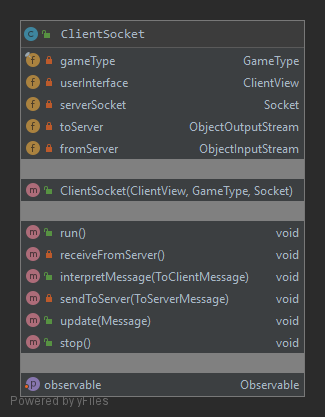 ClientSocket
gameType GameType
userInterface ClientView
serverSocket Socket
toServer ObjectOutputStream
fromServer ObjectInputStream
ClientSocket(ClientView, GameType, Socket)
run() void
receiveFromServer() void
interpretMessage(ToClientMessage) void
sendToServer(ToServerMessage) void
update(Message) void
stop() void
observable Observable
Powered by yFiles